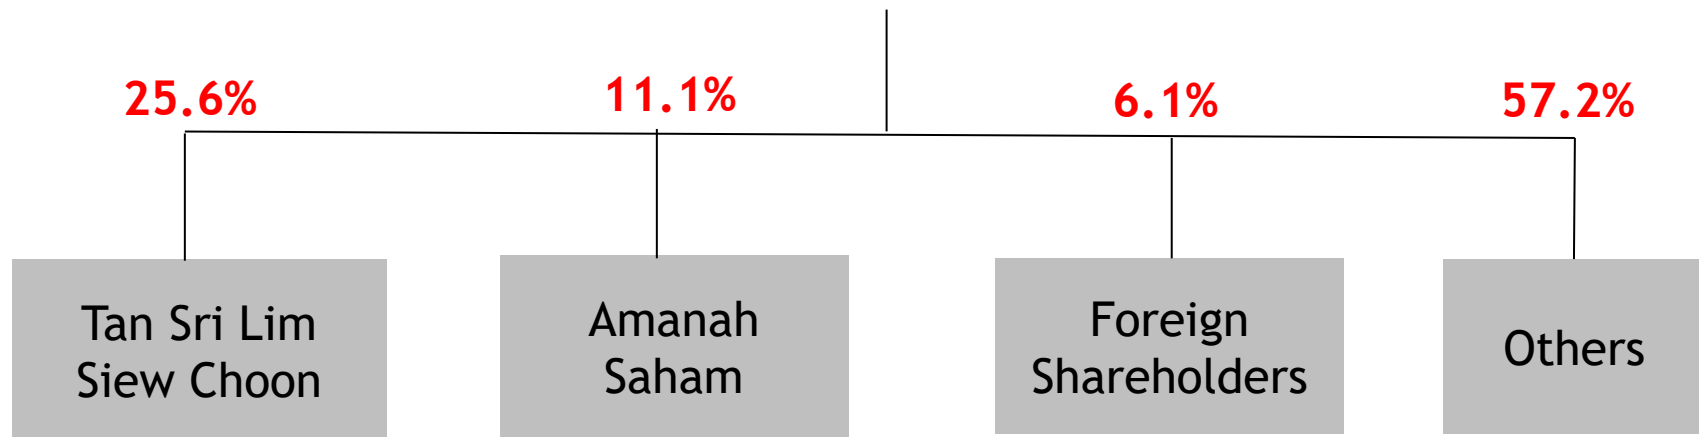 25.6%
11.1%
6.1%
57.2%
Tan Sri Lim
Siew Choon
Amanah
Saham
Foreign
Shareholders
Others